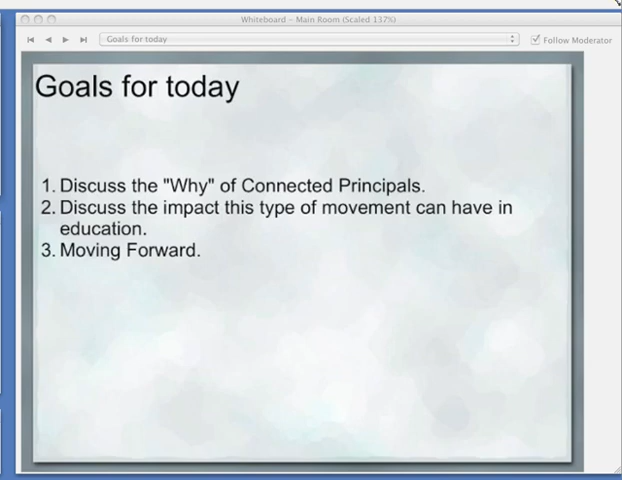 Whiteboard – Main Room (Scaled 137%)
Goals for today
Follow Moderator
Goals for today
1. Discuss the "Why" of Connected Principals.
2. Discuss the impact this type of movement can have in
education.
3. Moving Forward.